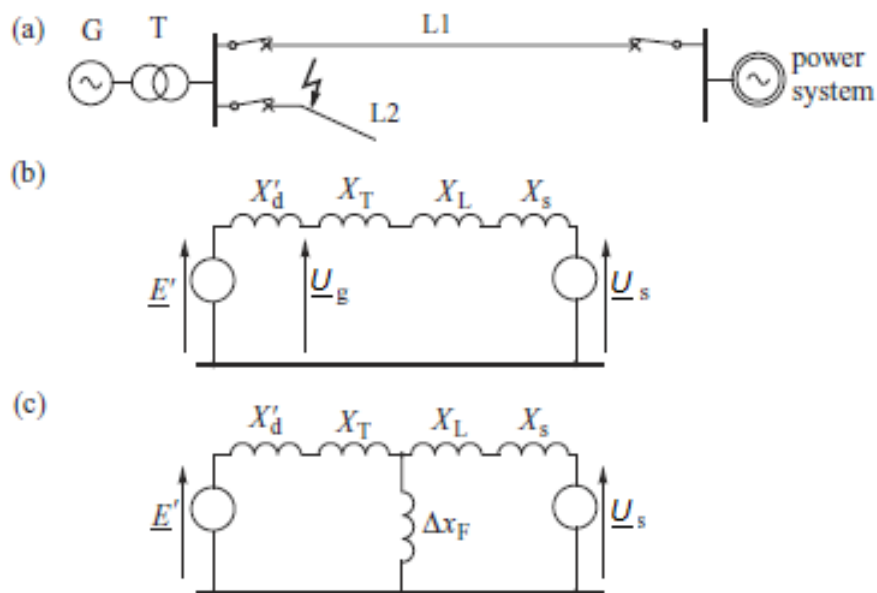 (a) G T L1 power system
L2
(b) X'd XT XL Xs
E' Ug Us
(c) X'd XT XL Xs
E' ΔxF Us